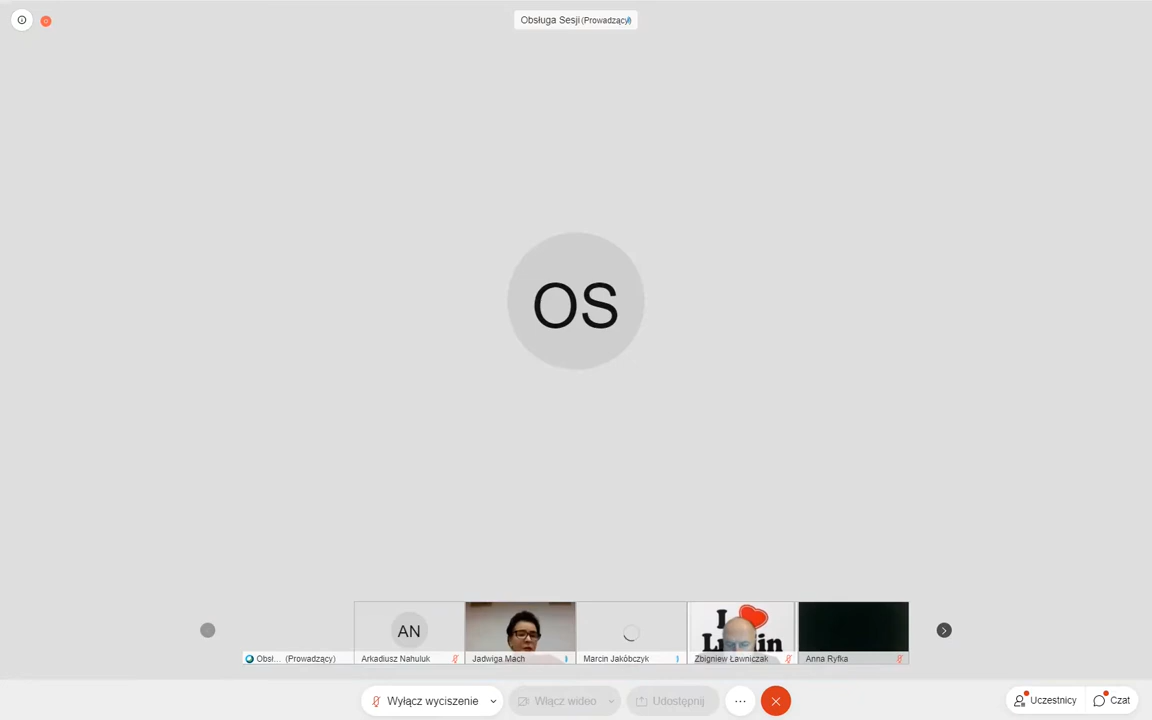 Obsługa Sesji (Prowadzący)
OS
AN
I
Lublin
Obsł... (Prowadzący)
Arkadiusz Nahuluk
Jadwiga Mach
Marcin Jakóbczyk
Zbigniew Ławniczak
Anna Ryfka
Wyłącz wyciszenie
Włącz wideo
Udostępnij
Uczestnicy
Czat